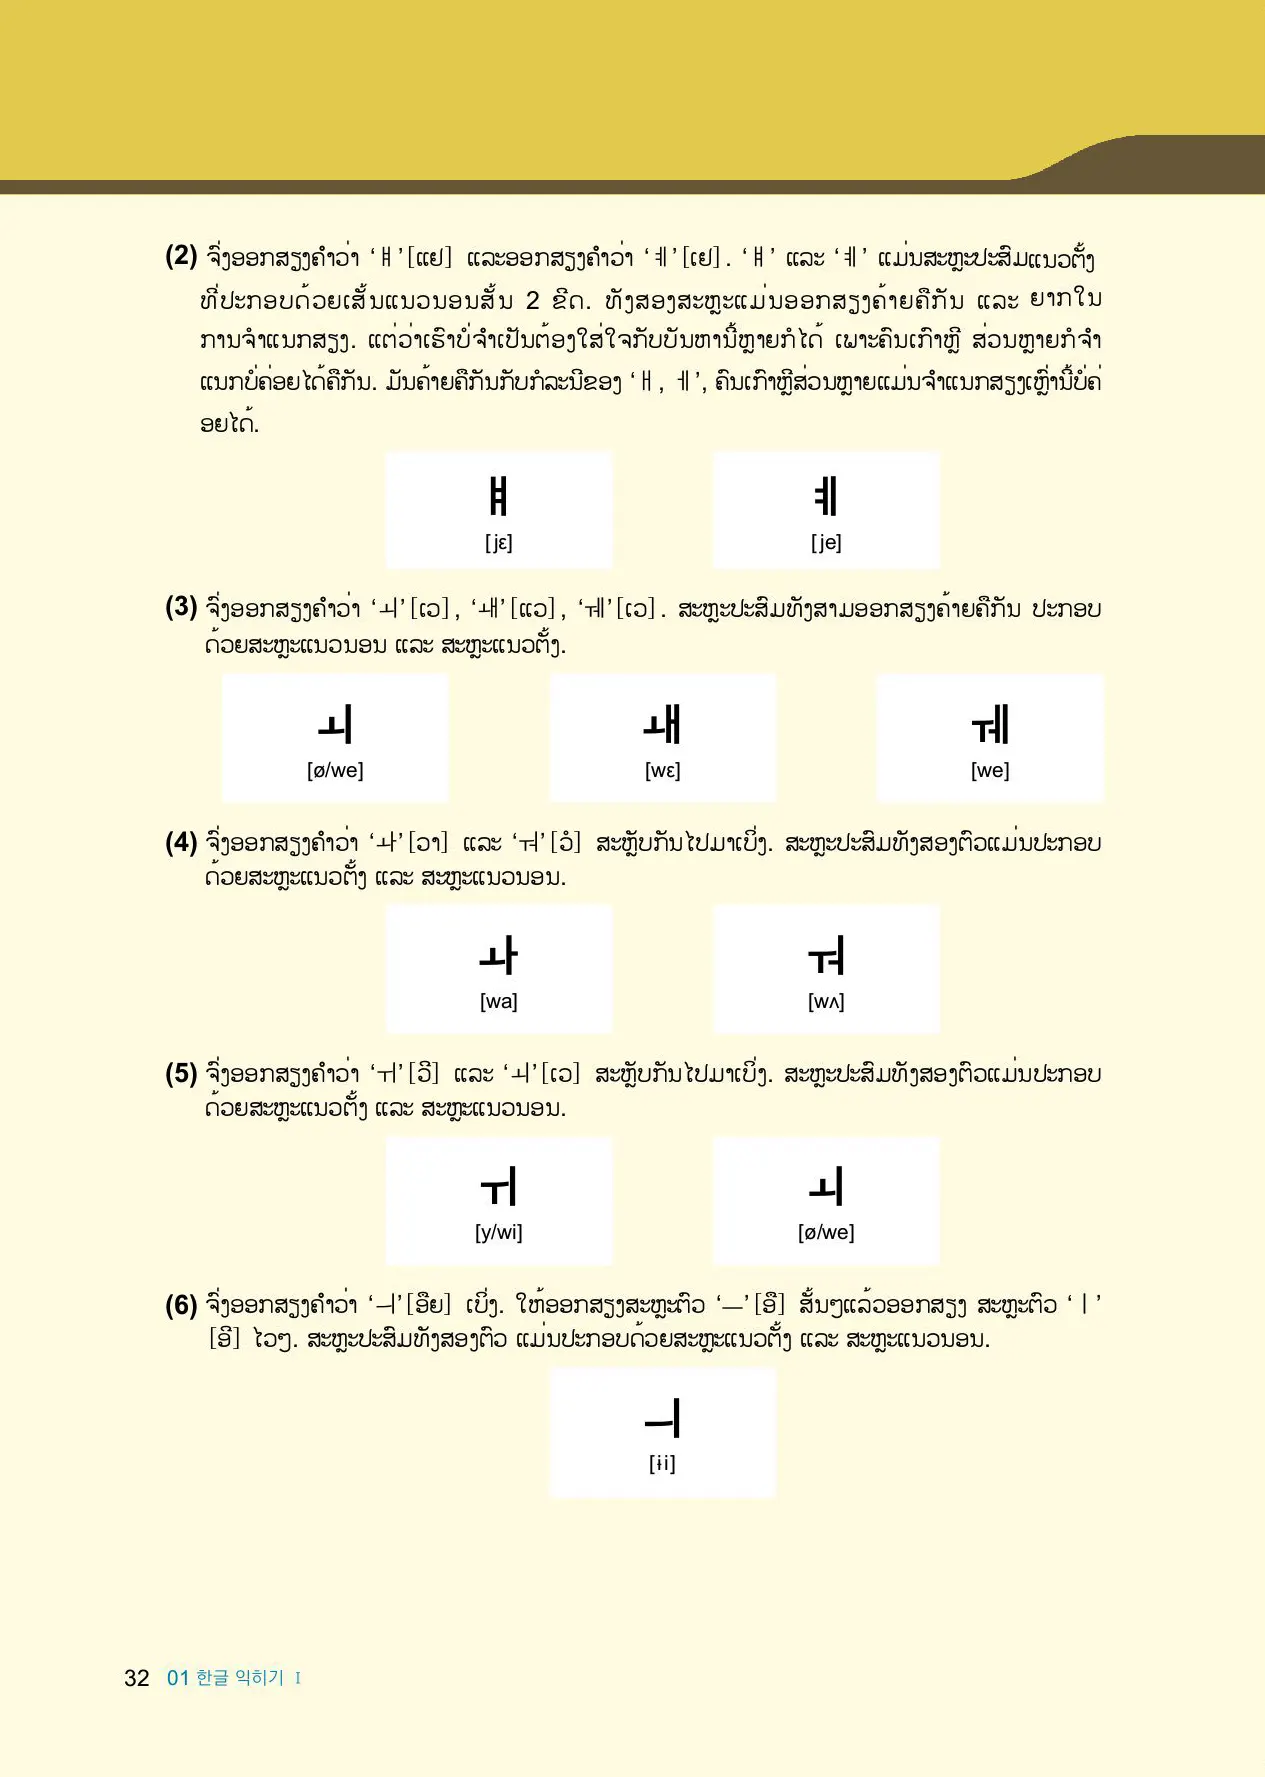 (2) ຈົ່ງອອກສຽງຄຳວ່າ ‘ㅒ’[ແຢ] ແລະອອກສຽງຄຳວ່າ ‘ㅖ’[ເຢ]. ‘ㅒ’ ແລະ ‘ㅖ’ ແມ່ນສະຫຼະປະສົມແນວຕັ້ງ
ທີ່ປະກອບດ້ວຍເສັ້ນແນວນອນສັ້ນ 2 ຂີດ. ທັງສອງສະຫຼະແມ່ນອອກສຽງຄ້າຍຄືກັນ ແລະ ຍາກໃນ
ການຈຳແນກສຽງ. ແຕ່ວ່າເຮົາບໍ່ຈຳເປັນຕ້ອງໃສ່ໃຈກັບບັນຫານີ້ຫຼາຍກໍໄດ້ ເພາະຄົນເກົາຫຼີ ສ່ວນຫຼາຍກໍຈຳ
ແນກບໍ່ຄ່ອຍໄດ້ຄືກັນ. ມັນຄ້າຍຄືກັນກັບກໍລະນີຂອງ ‘ㅐ, ㅔ’, ຄົນເກົາຫຼີສ່ວນຫຼາຍແມ່ນຈຳແນກສຽງເຫຼົ່ານີ້ບໍ່ຄ່
ອຍໄດ້.
ㅒ ㅖ
[jɛ] [je]
(3) ຈົ່ງອອກສຽງຄຳວ່າ ‘ㅚ’[ເວ], ‘ㅙ’[ແວ], ‘ㅞ’[ເວ]. ສະຫຼະປະສົມທັງສາມອອກສຽງຄ້າຍຄືກັນ ປະກອບ
ດ້ວຍສະຫຼະແນວນອນ ແລະ ສະຫຼະແນວຕັ້ງ.
ㅚ ㅙ ㅞ
[ø/we] [wɛ] [we]
(4) ຈົ່ງອອກສຽງຄຳວ່າ ‘ㅘ’[ວາ] ແລະ ‘ㅝ’[ວໍ] ສະຫຼັບກັນໄປມາເບິ່ງ. ສະຫຼະປະສົມທັງສອງຕົວແມ່ນປະກອບ
ດ້ວຍສະຫຼະແນວຕັ້ງ ແລະ ສະຫຼະແນວນອນ.
ㅘ ㅝ
[wa] [wʌ]
(5) ຈົ່ງອອກສຽງຄຳວ່າ ‘ㅟ’[ວີ] ແລະ ‘ㅚ’[ເວ] ສະຫຼັບກັນໄປມາເບິ່ງ. ສະຫຼະປະສົມທັງສອງຕົວແມ່ນປະກອບ
ດ້ວຍສະຫຼະແນວຕັ້ງ ແລະ ສະຫຼະແນວນອນ.
ㅟ ㅚ
[y/wi] [ø/we]
(6) ຈົ່ງອອກສຽງຄຳວ່າ ‘ㅢ’[ອືຍ] ເບິ່ງ. ໃຫ້ອອກສຽງສະຫຼະຕົວ ‘ㅡ’[ອື] ສັ້ນໆແລ້ວອອກສຽງ ສະຫຼະຕົວ ‘ㅣ’
[ອີ] ໄວໆ. ສະຫຼະປະສົມທັງສອງຕົວ ແມ່ນປະກອບດ້ວຍສະຫຼະແນວຕັ້ງ ແລະ ສະຫຼະແນວນອນ.
ㅢ
[ɨi]
32 01 한글 익히기 Ⅰ